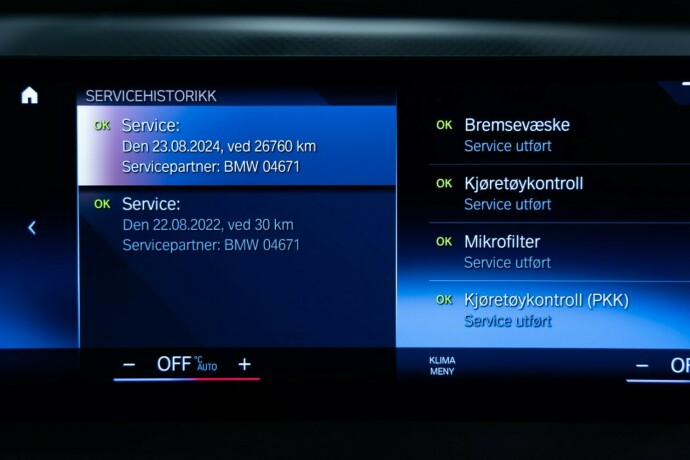 SERVICEHISTORIKK
OK Service:
Den 23.08.2024, ved 26760 km
Servicepartner: BMW 04671
OK Service:
Den 22.08.2022, ved 30 km
Servicepartner: BMW 04671
OK Bremsevæske
Service utført
OK Kjøretøykontroll
Service utført
OK Mikrofilter
Service utført
OK Kjøretøykontroll (PKK)
Service utført
− OFF °C AUTO +
KLIMA
MENY
− OF